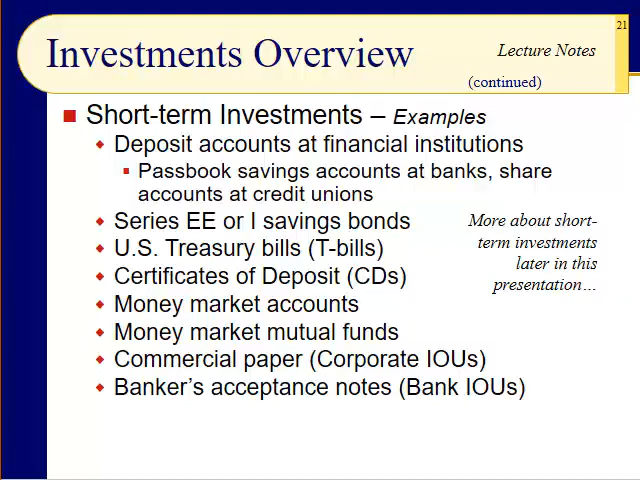 21
Investments Overview
Lecture Notes
(continued)
Short-term Investments – Examples
Deposit accounts at financial institutions
Passbook savings accounts at banks, share
accounts at credit unions
Series EE or I savings bonds
U.S. Treasury bills (T-bills)
Certificates of Deposit (CDs)
Money market accounts
Money market mutual funds
Commercial paper (Corporate IOUs)
Banker’s acceptance notes (Bank IOUs)
More about short-
term investments
later in this
presentation…